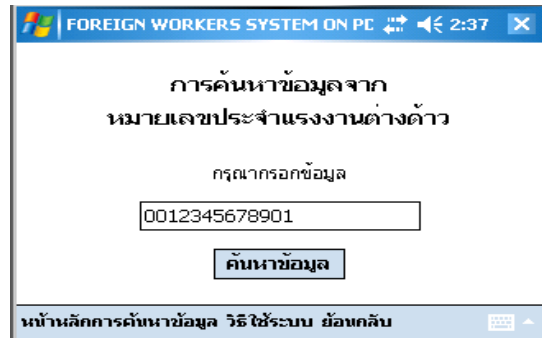 FOREIGN WORKERS SYSTEM ON PC 2:37
การค้นหาข้อมูลจาก
หมายเลขประจำแรงงานต่างด้าว
กรุณากรอกข้อมูล
0012345678901
ค้นหาข้อมูล
หน้าหลักการค้นหาข้อมูล วิธีใช้ระบบ ย้อนกลับ